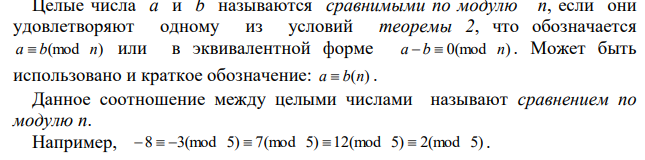 Целые числа a и b называются сравнимыми по модулю n, если они
удовлетворяют одному из условий теоремы 2, что обозначается
a ≡ b(mod n) или в эквивалентной форме a − b ≡ 0(mod n). Может быть
использовано и краткое обозначение: a ≡ b(n).
Данное соотношение между целыми числами называют сравнением по
модулю n.
Например, −8 ≡ −3(mod 5) ≡ 7(mod 5) ≡ 12(mod 5) ≡ 2(mod 5).